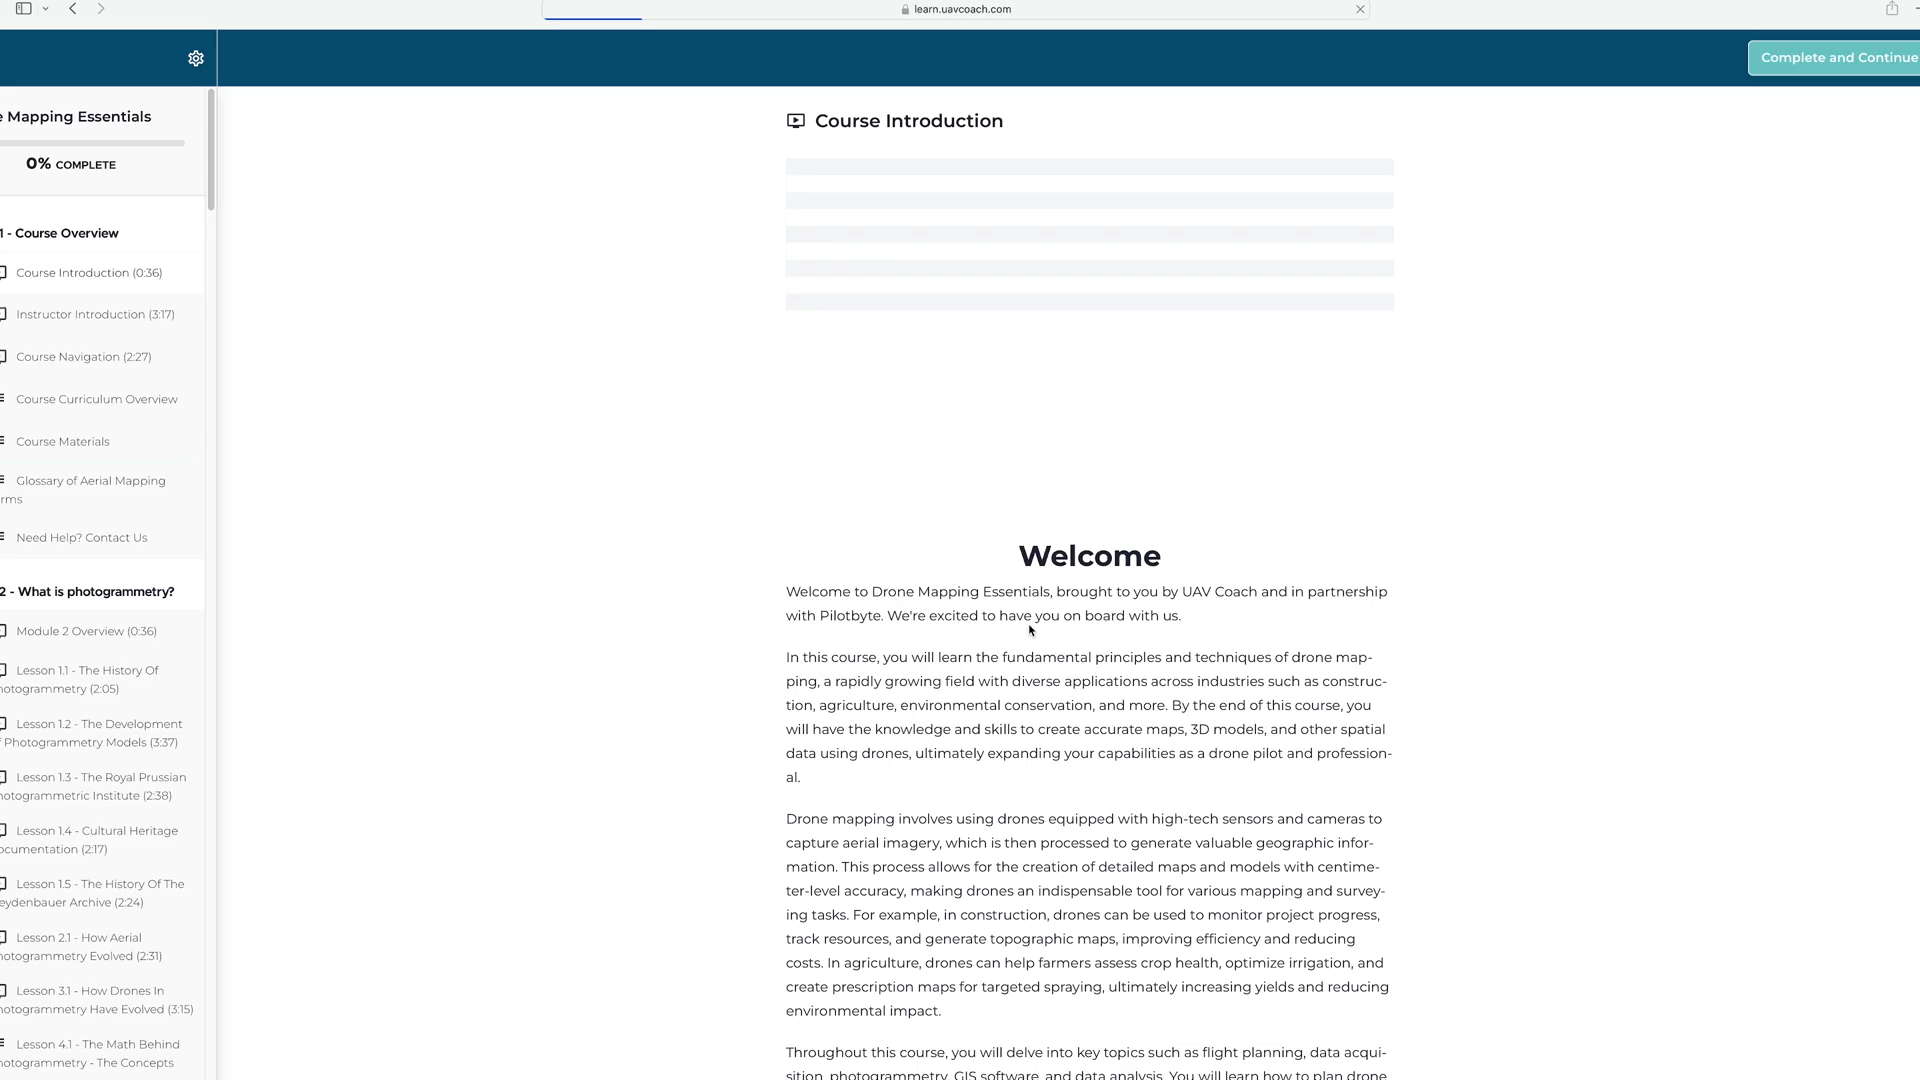 learn.uavcoach.com
Complete and Continue
e Mapping Essentials
0% COMPLETE
1 - Course Overview
Course Introduction (0:36)
Instructor Introduction (3:17)
Course Navigation (2:27)
Course Curriculum Overview
Course Materials
Glossary of Aerial Mapping
rms
Need Help? Contact Us
2 - What is photogrammetry?
Module 2 Overview (0:36)
Lesson 1.1 - The History Of
hotogrammetry (2:05)
Lesson 1.2 - The Development
f Photogrammetry Models (3:37)
Lesson 1.3 - The Royal Prussian
hotogrammetric Institute (2:38)
Lesson 1.4 - Cultural Heritage
ocumentation (2:17)
Lesson 1.5 - The History Of The
eydenbauer Archive (2:24)
Lesson 2.1 - How Aerial
hotogrammetry Evolved (2:31)
Lesson 3.1 - How Drones In
hotogrammetry Have Evolved (3:15)
Lesson 4.1 - The Math Behind
hotogrammetry - The Concepts
Course Introduction
Welcome
Welcome to Drone Mapping Essentials, brought to you by UAV Coach and in partnership
with Pilotbyte. We're excited to have you on board with us.
In this course, you will learn the fundamental principles and techniques of drone map-
ping, a rapidly growing field with diverse applications across industries such as construc-
tion, agriculture, environmental conservation, and more. By the end of this course, you
will have the knowledge and skills to create accurate maps, 3D models, and other spatial
data using drones, ultimately expanding your capabilities as a drone pilot and profession-
al.
Drone mapping involves using drones equipped with high-tech sensors and cameras to
capture aerial imagery, which is then processed to generate valuable geographic infor-
mation. This process allows for the creation of detailed maps and models with centime-
ter-level accuracy, making drones an indispensable tool for various mapping and survey-
ing tasks. For example, in construction, drones can be used to monitor project progress,
track resources, and generate topographic maps, improving efficiency and reducing
costs. In agriculture, drones can help farmers assess crop health, optimize irrigation, and
create prescription maps for targeted spraying, ultimately increasing yields and reducing
environmental impact.
Throughout this course, you will delve into key topics such as flight planning, data acqui-
sition, photogrammetry, GIS software, and data analysis. You will learn how to plan drone